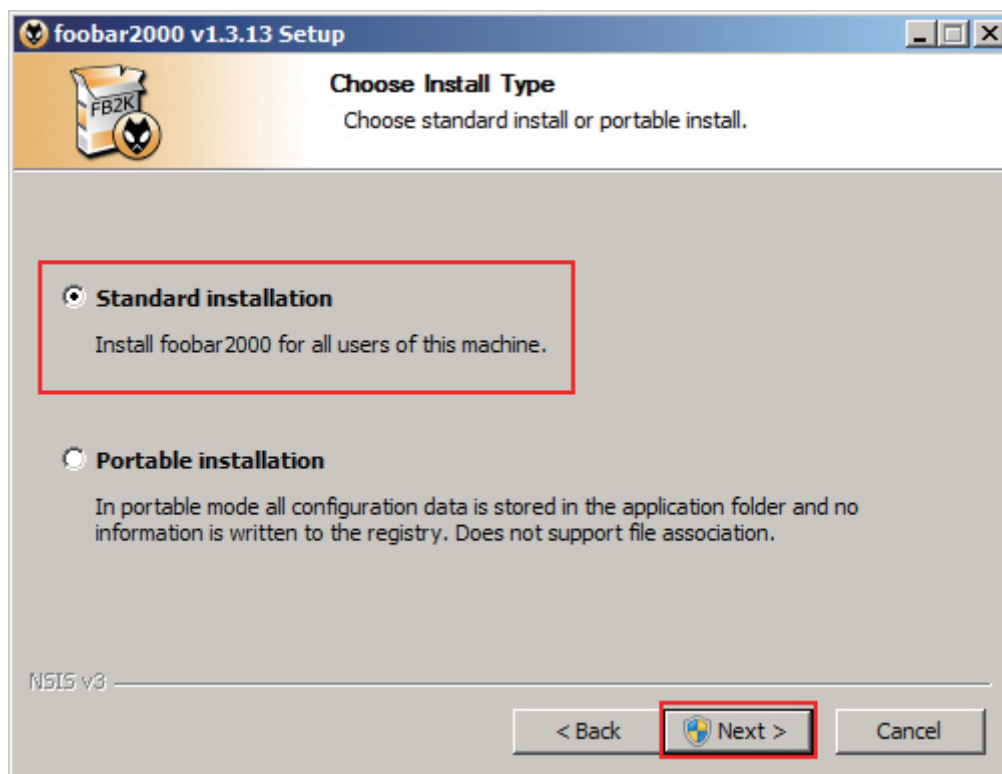 foobar2000 v1.3.13 Setup
FB2K
Choose Install Type
Choose standard install or portable install.
Standard installation
Install foobar2000 for all users of this machine.
Portable installation
In portable mode all configuration data is stored in the application folder and no
information is written to the registry. Does not support file association.
NSIS v3
< Back
Next >
Cancel